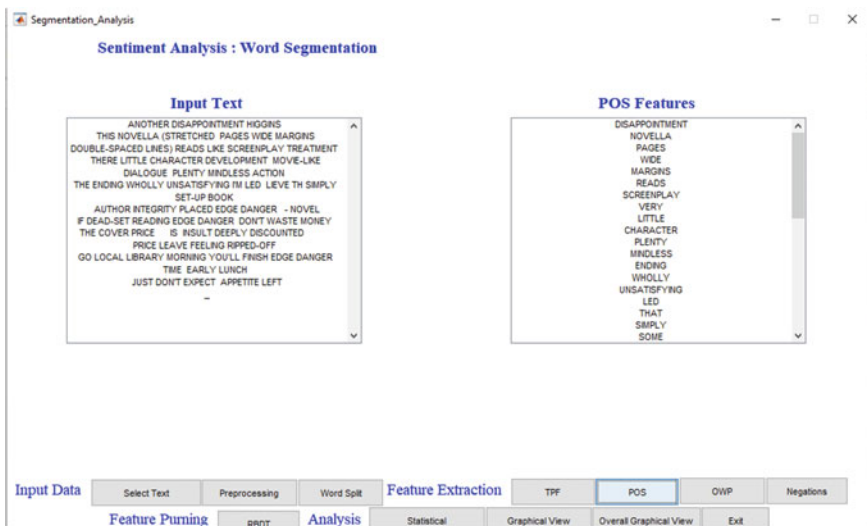 Segmentation_Analysis
Sentiment Analysis : Word Segmentation
Input Text
ANOTHER DISAPPOINTMENT HIGGINS
THIS NOVELLA (STRETCHED PAGES WIDE MARGINS
DOUBLE-SPACED LINES) READS LIKE SCREENPLAY TREATMENT
THERE LITTLE CHARACTER DEVELOPMENT MOVIE-LIKE
DIALOGUE PLENTY MINDLESS ACTION
THE ENDING WHOLLY UNSATISFYING I'M LED LIEVE TH SIMPLY
SET-UP BOOK
AUTHOR INTEGRITY PLACED EDGE DANGER - NOVEL
IF DEAD-SET READING EDGE DANGER DON'T WASTE MONEY
THE COVER PRICE IS INSULT DEEPLY DISCOUNTED
PRICE LEAVE FEELING RIPPED-OFF
GO LOCAL LIBRARY MORNING YOU'LL FINISH EDGE DANGER
TIME EARLY LUNCH
JUST DON'T EXPECT APPETITE LEFT
_
POS Features
DISAPPOINTMENT
NOVELLA
PAGES
WIDE
MARGINS
READS
SCREENPLAY
VERY
LITTLE
CHARACTER
PLENTY
MINDLESS
ENDING
WHOLLY
UNSATISFYING
LED
THAT
SIMPLY
SOME
Input Data Select Text Preprocessing Word Split Feature Extraction TPF POS OWP Negations
Feature Purning RBOT Analysis Statistical Graphical View Overall Graphical View Exit